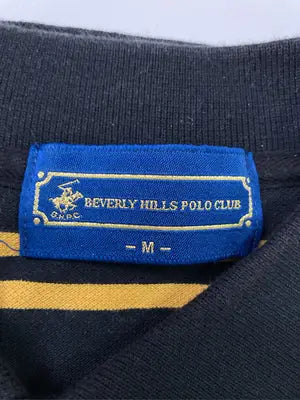 BEVERLY HILLS POLO CLUB
B.H.P.C.
- M -